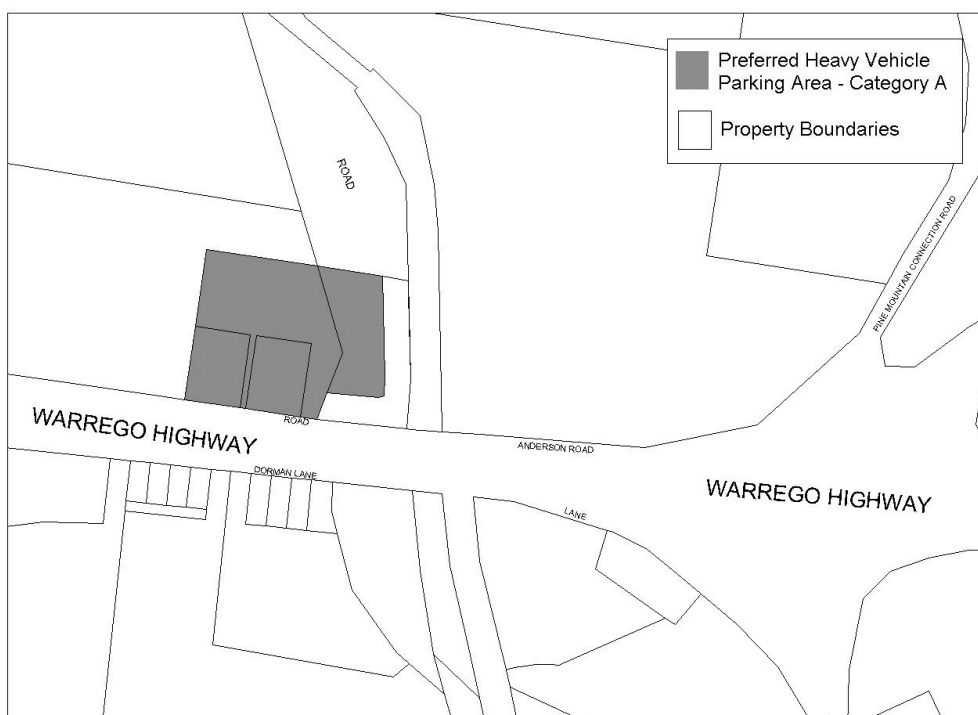 Preferred Heavy Vehicle
Parking Area - Category A
Property Boundaries
ROAD
PINE MOUNTAIN CONNECTION ROAD
ROAD
WARREGO HIGHWAY
ANDERSON ROAD
DORMAN LANE
WARREGO HIGHWAY
LANE